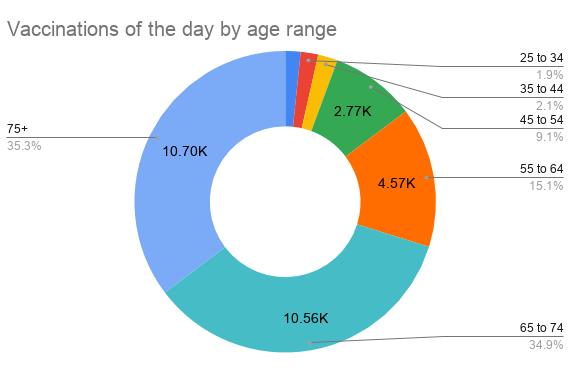 Vaccinations of the day by age range
25 to 34
1.9%
35 to 44
2.1%
45 to 54
9.1%
55 to 64
15.1%
65 to 74
34.9%
75+
35.3%
2.77K
4.57K
10.56K
10.70K